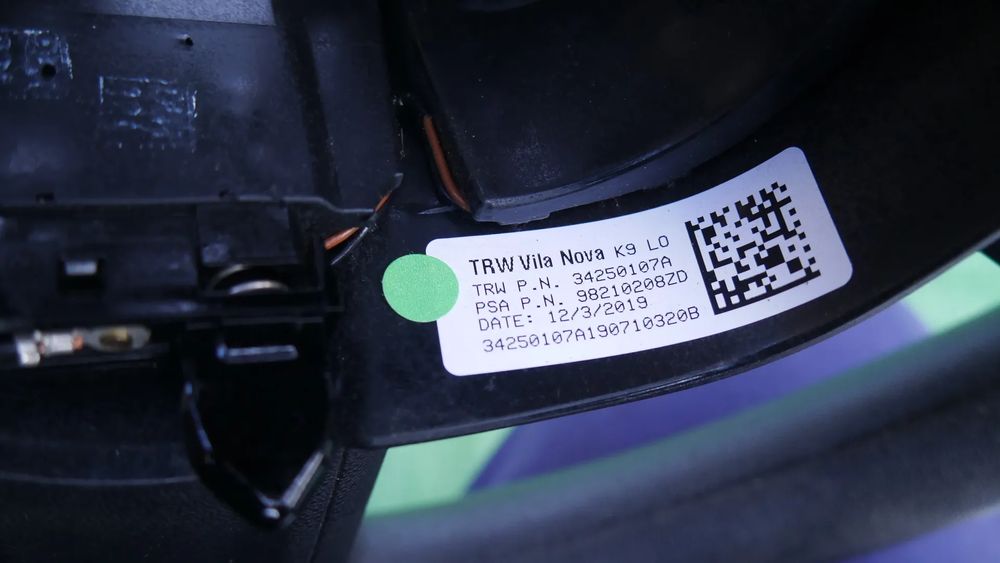 TRW Vila Nova K9 LO
TRW P.N. 34250107A
PSA P.N. 98210208ZD
DATE: 12/3/2019
34250107A190710320B